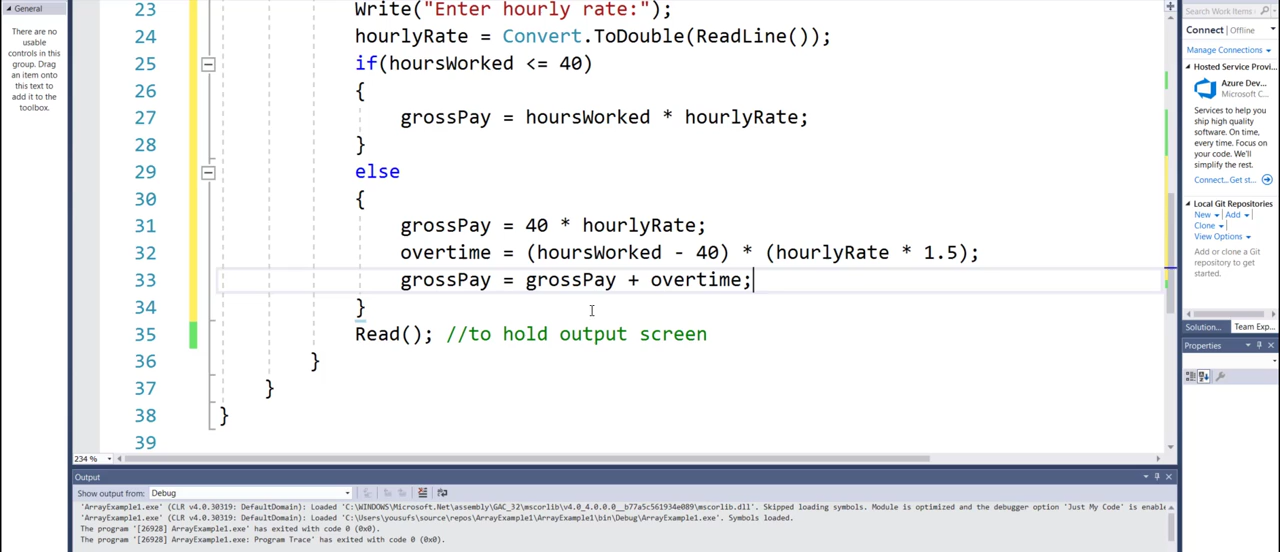 General
There are no
usable
controls in this
group. Drag
an item onto
this text to
add it to the
toolbox.
23 Write("Enter hourly rate:");
24 hourlyRate = Convert.ToDouble(ReadLine());
25 if(hoursWorked <= 40)
26 {
27 grossPay = hoursWorked * hourlyRate;
28 }
29 else
30 {
31 grossPay = 40 * hourlyRate;
32 overtime = (hoursWorked - 40) * (hourlyRate * 1.5);
33 grossPay = grossPay + overtime;
34 }
35 Read(); //to hold output screen
36 }
37 }
38 }
39
234 %
Output
Show output from: Debug
'ArrayExample1.exe' (CLR v4.0.30319: DefaultDomain): Loaded 'C:\WINDOWS\Microsoft.Net\assembly\GAC_32\mscorlib\v4.0_4.0.0.0__b77a5c561934e089\mscorlib.dll'. Skipped loading symbols. Module is optimized and the debugger option 'Just My Code' is enable
'ArrayExample1.exe' (CLR v4.0.30319: DefaultDomain): Loaded 'C:\Users\yousufs\source\repos\ArrayExample1\ArrayExample1\bin\Debug\ArrayExample1.exe'. Symbols loaded.
The program '[26928] ArrayExample1.exe' has exited with code 0 (0x0).
The program '[26928] ArrayExample1.exe: Program Trace' has exited with code 0 (0x0).
Search Work Items
Connect | Offline
Manage Connections
Hosted Service Provi...
Azure Dev...
Microsoft C...
Services to help you
ship high quality
software. On time,
every time. Focus on
your code. We'll
simplify the rest.
Connect... Get st...
Local Git Repositories
New Add
Clone
View Options
Add or clone a Git
repository to get
started.
Solution... Team Exp...
Properties